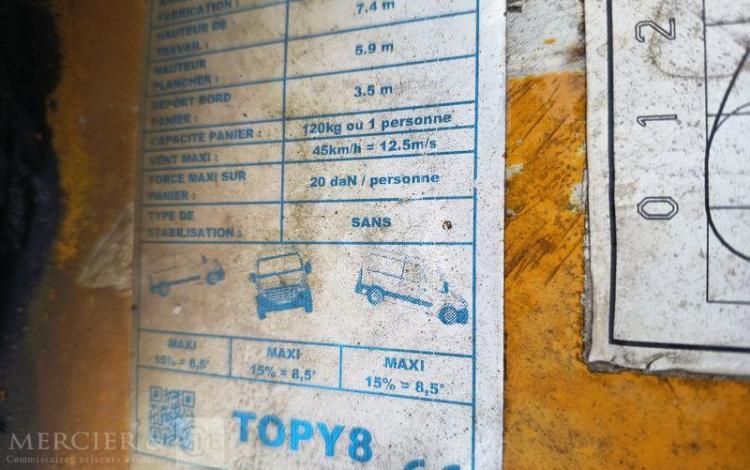 FABRICATION :
7.4 m
HAUTEUR DE
TRAVAIL :
5.9 m
HAUTEUR
PLANCHER :
3.5 m
DEPORT BORD
PANIER :
120kg ou 1 personne
CAPACITE PANIER :
45km/h = 12.5m/s
VENT MAXI :
FORCE MAXI SUR
PANIER :
20 daN / personne
TYPE DE
STABILISATION :
SANS
MAXI
15% = 8,5°
MAXI
15% = 8,5°
MAXI
15% = 8,5°
TOPY8
CE
MERCIER &
Commissaires priseurs
2
1
0